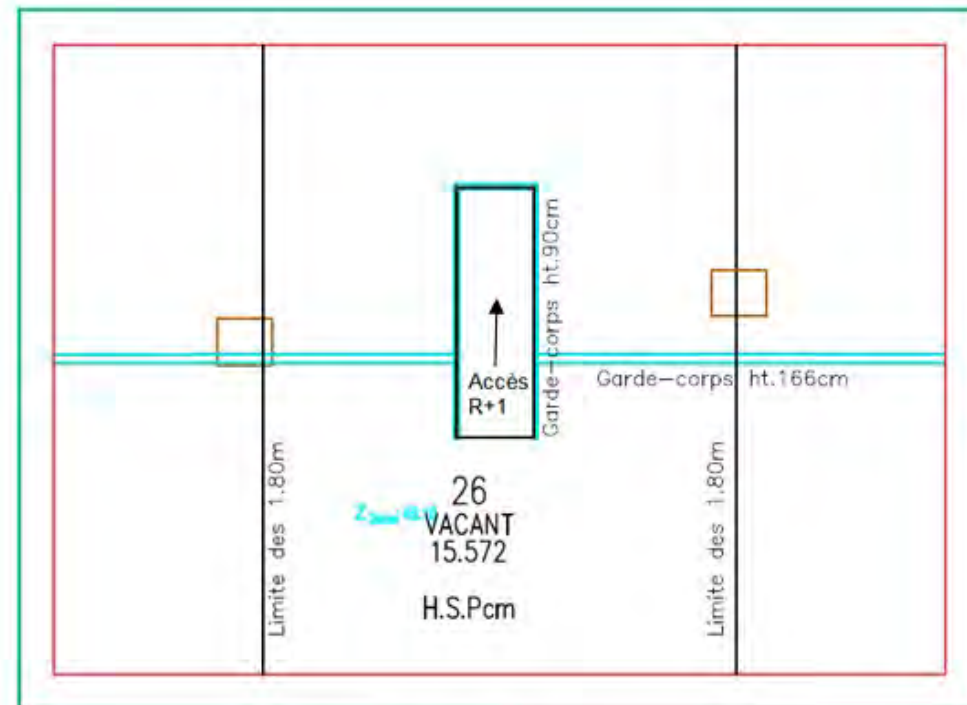 Garde-corps ht.90cm
Garde-corps ht.166cm
Accès
R+1
Limite des 1.80m
Limite des 1.80m
26
VACANT
15.572
H.S.Pcm